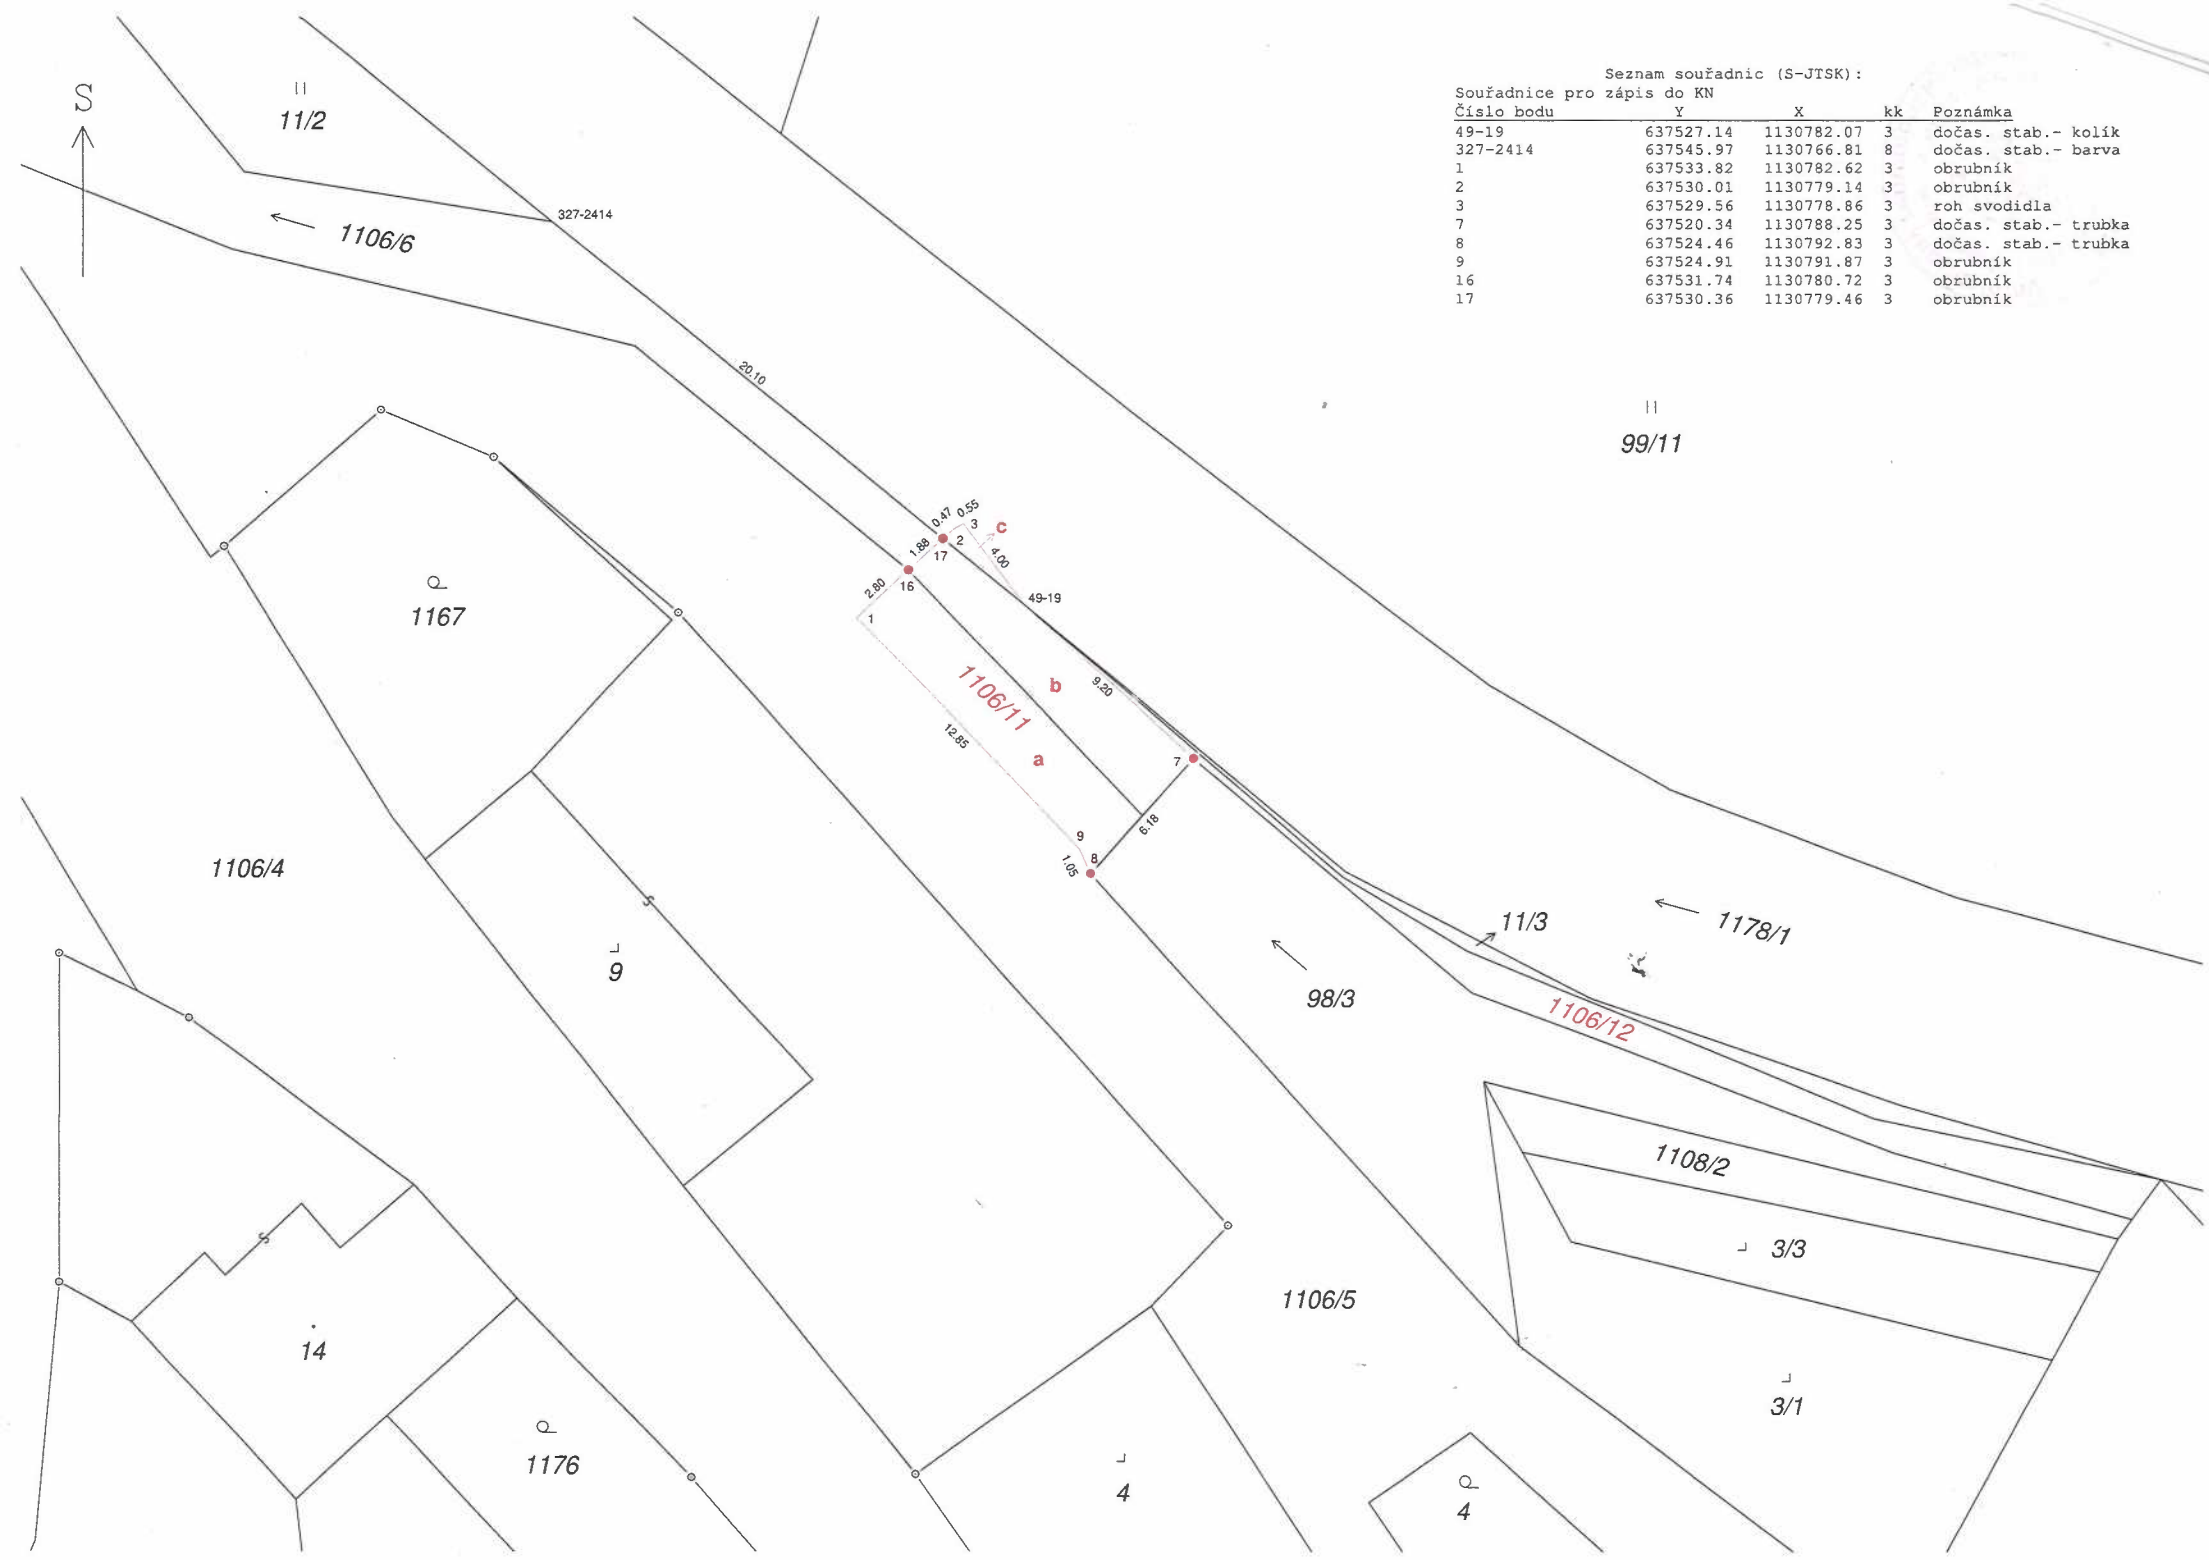 Seznam souřadnic (S-JTSK):
Souřadnice pro zápis do KN
Číslo bodu Y X kk Poznámka
49-19 637527.14 1130782.07 3 dočas. stab.- kolík
327-2414 637545.97 1130766.81 8 dočas. stab.- barva
1 637533.82 1130782.62 3 obrubník
2 637530.01 1130779.14 3 obrubník
3 637529.56 1130778.86 3 roh svodidla
7 637520.34 1130788.25 3 dočas. stab.- trubka
8 637524.46 1130792.83 3 dočas. stab.- trubka
9 637524.91 1130791.87 3 obrubník
16 637531.74 1130780.72 3 obrubník
17 637530.36 1130779.46 3 obrubník
S
11/2
327-2414
1106/6
20.10
99/11
0.47
0.55
3
c
2
1.88
17
4.00
16
2.80
49-19
1
1167
1106/11
b
9.20
12.85
a
7
6.18
9
8
1.05
1106/4
11/3
1178/1
9
98/3
1106/12
1108/2
3/3
1106/5
14
3/1
1176
4
4